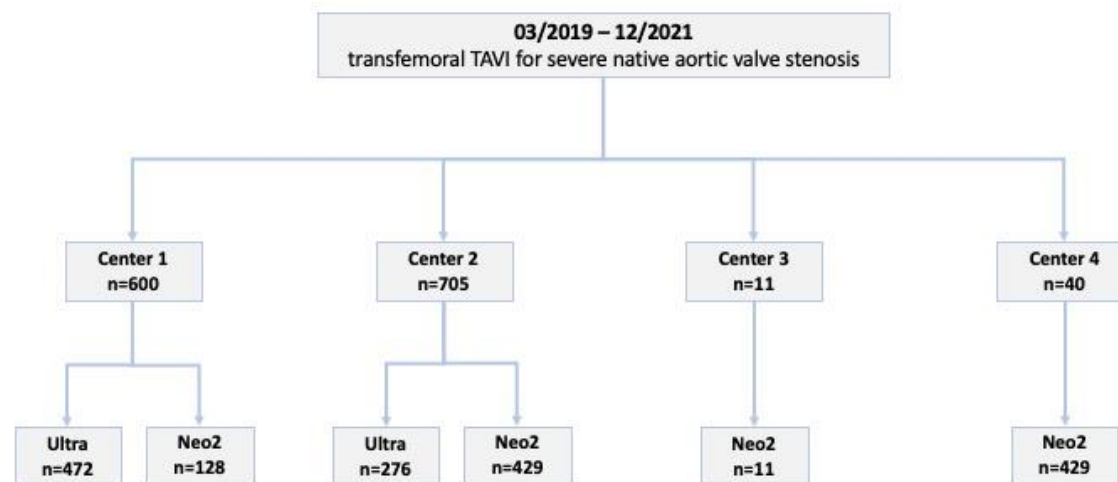 03/2019 – 12/2021
transfemoral TAVI for severe native aortic valve stenosis
Center 1
n=600
Center 2
n=705
Center 3
n=11
Center 4
n=40
Ultra
n=472
Neo2
n=128
Ultra
n=276
Neo2
n=429
Neo2
n=11
Neo2
n=429